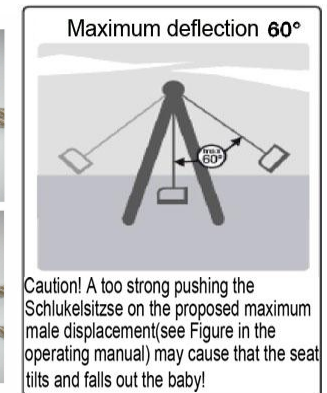 Maximum deflection 60°
max
60°
Caution! A too strong pushing the
Schlukelsitzse on the proposed maximum
male displacement(see Figure in the
operating manual) may cause that the seat
tilts and falls out the baby!